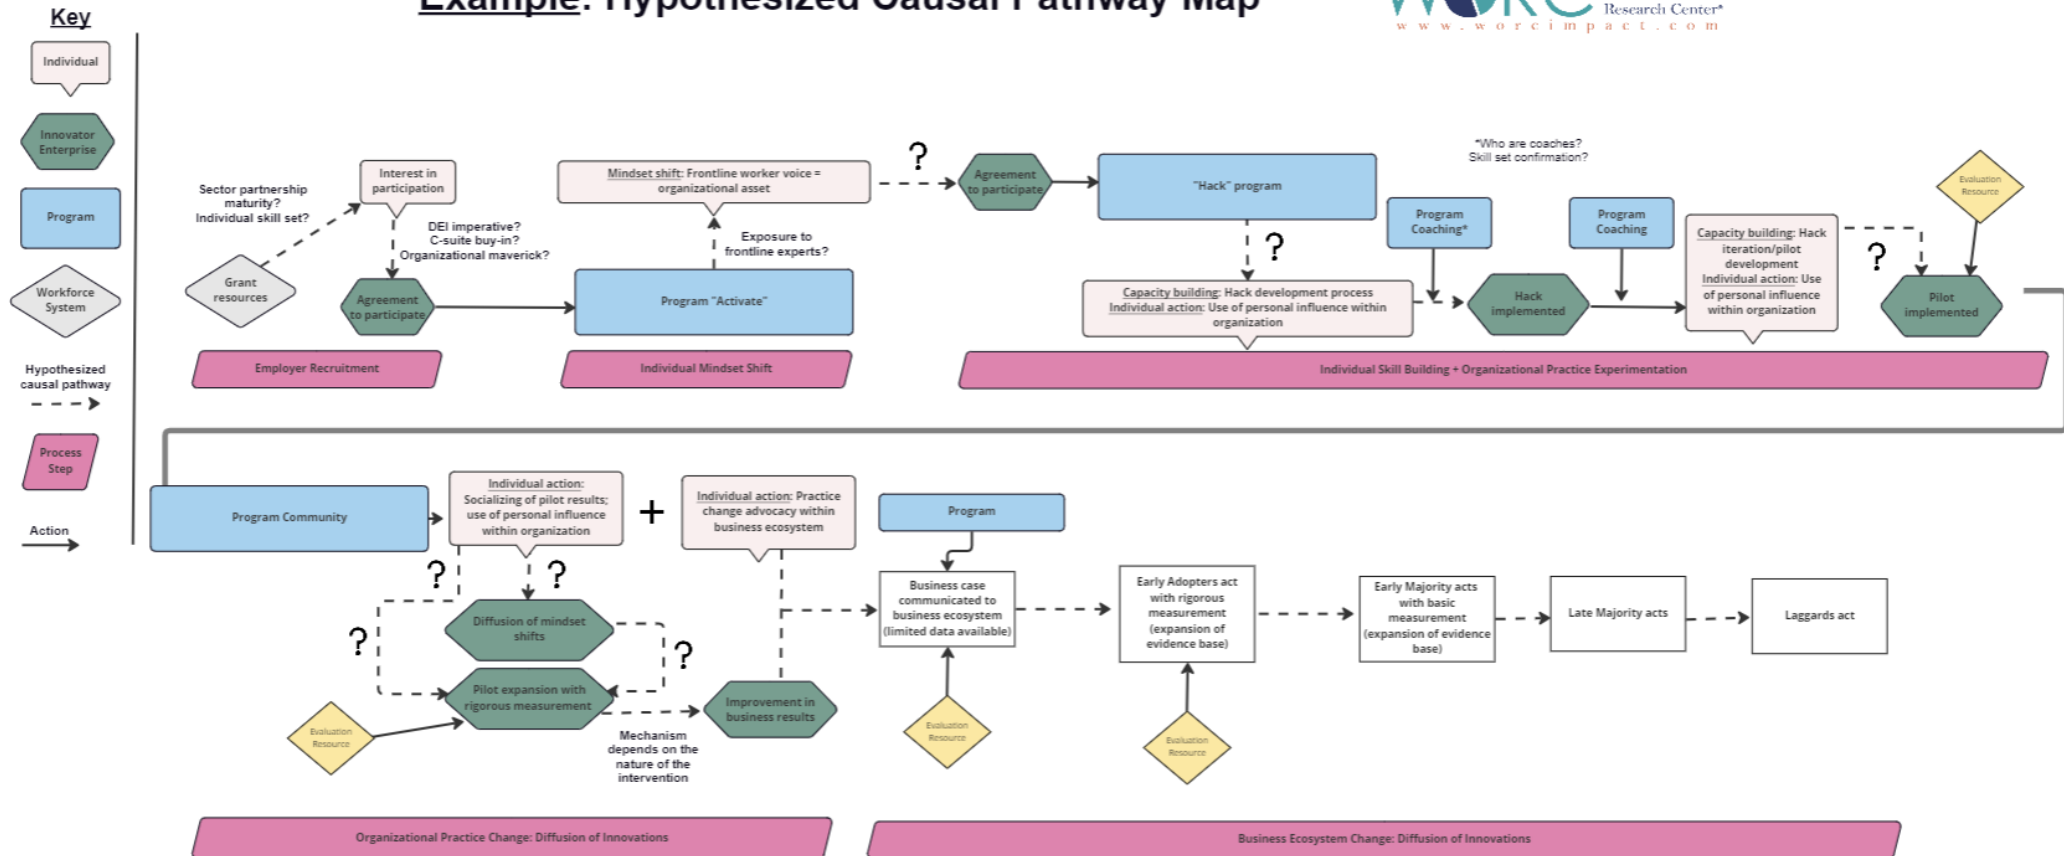 Example: Hypothesized Causal Pathway Map
WORC
Research Center*
www.worcimpact.com
Key
Individual
Innovator
Enterprise
Program
Workforce
System
Hypothesized
causal pathway
Process
Step
Action
Sector partnership
maturity?
Individual skill set?
Grant
resources
Interest in
participation
DEI imperative?
C-suite buy-in?
Organizational maverick?
Agreement
to participate
Mindset shift: Frontline worker voice =
organizational asset
Exposure to
frontline experts?
Program "Activate"
?
Agreement
to participate
"Hack" program
?
Capacity building: Hack development process
Individual action: Use of personal influence within
organization
*Who are coaches?
Skill set confirmation?
Program
Coaching*
Hack
implemented
Program
Coaching
Capacity building: Hack
iteration/pilot
development
Individual action: Use
of personal influence
within organization
?
Evaluation
Resource
Pilot
implemented
Employer Recruitment
Individual Mindset Shift
Individual Skill Building + Organizational Practice Experimentation
Program Community
Individual action:
Socializing of pilot results;
use of personal influence
within organization
+
Individual action: Practice
change advocacy within
business ecosystem
?
?
?
Diffusion of mindset
shifts
?
Pilot expansion with
rigorous measurement
Evaluation
Resource
Mechanism
depends on the
nature of the
intervention
Improvement in
business results
Program
Business case
communicated to
business ecosystem
(limited data available)
Evaluation
Resource
Early Adopters act
with rigorous
measurement
(expansion of
evidence base)
Evaluation
Resource
Early Majority acts
with basic
measurement
(expansion of evidence
base)
Late Majority acts
Laggards act
Organizational Practice Change: Diffusion of Innovations
Business Ecosystem Change: Diffusion of Innovations